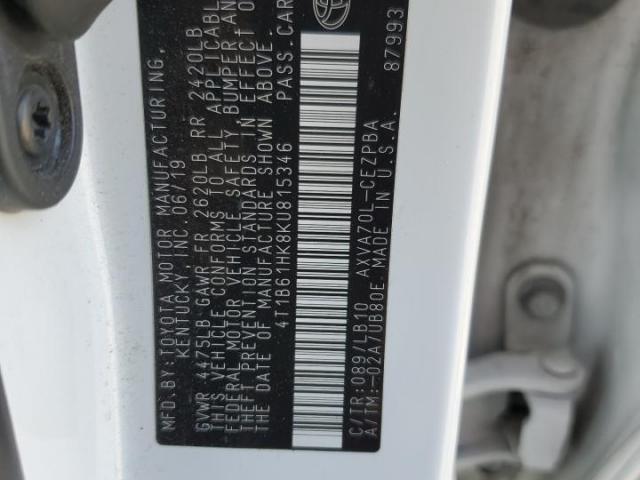 MFD.BY:TOYOTA MOTOR MANUFACTURING,
KENTUCKY, INC. 06/19
GVWR 4475LB GAWR FR 2620LB RR 2420LB
THIS VEHICLE CONFORMS TO ALL APPLICABLE
FEDERAL MOTOR VEHICLE SAFETY, BUMPER AND
THEFT PREVENTION STANDARDS IN EFFECT ON
THE DATE OF MANUFACTURE SHOWN ABOVE.
4T1B61HK8KU815346 PASS.CAR
C/TR:089/LB10 AXVA70L-CEZPBA
A/TM:-02A/UB80E MADE IN U.S.A. 87993